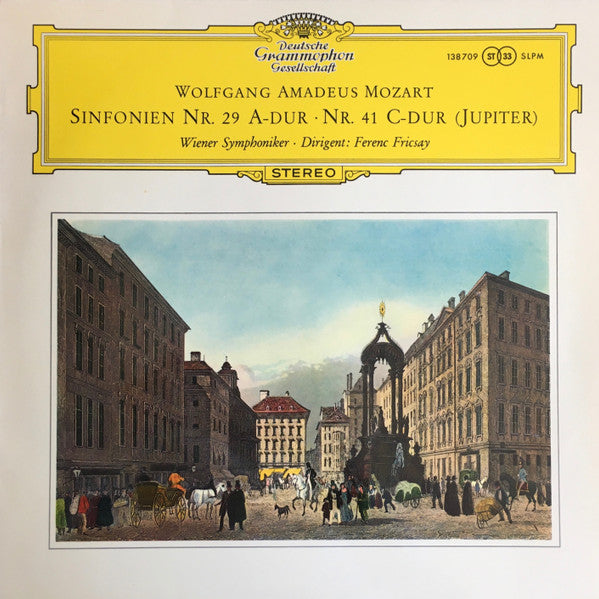 Deutsche
Grammophon
Gesellschaft
138709 ST 33 SLPM
WOLFGANG AMADEUS MOZART
SINFONIEN NR. 29 A-DUR · NR. 41 C-DUR (JUPITER)
Wiener Symphoniker · Dirigent: Ferenc Fricsay
STEREO